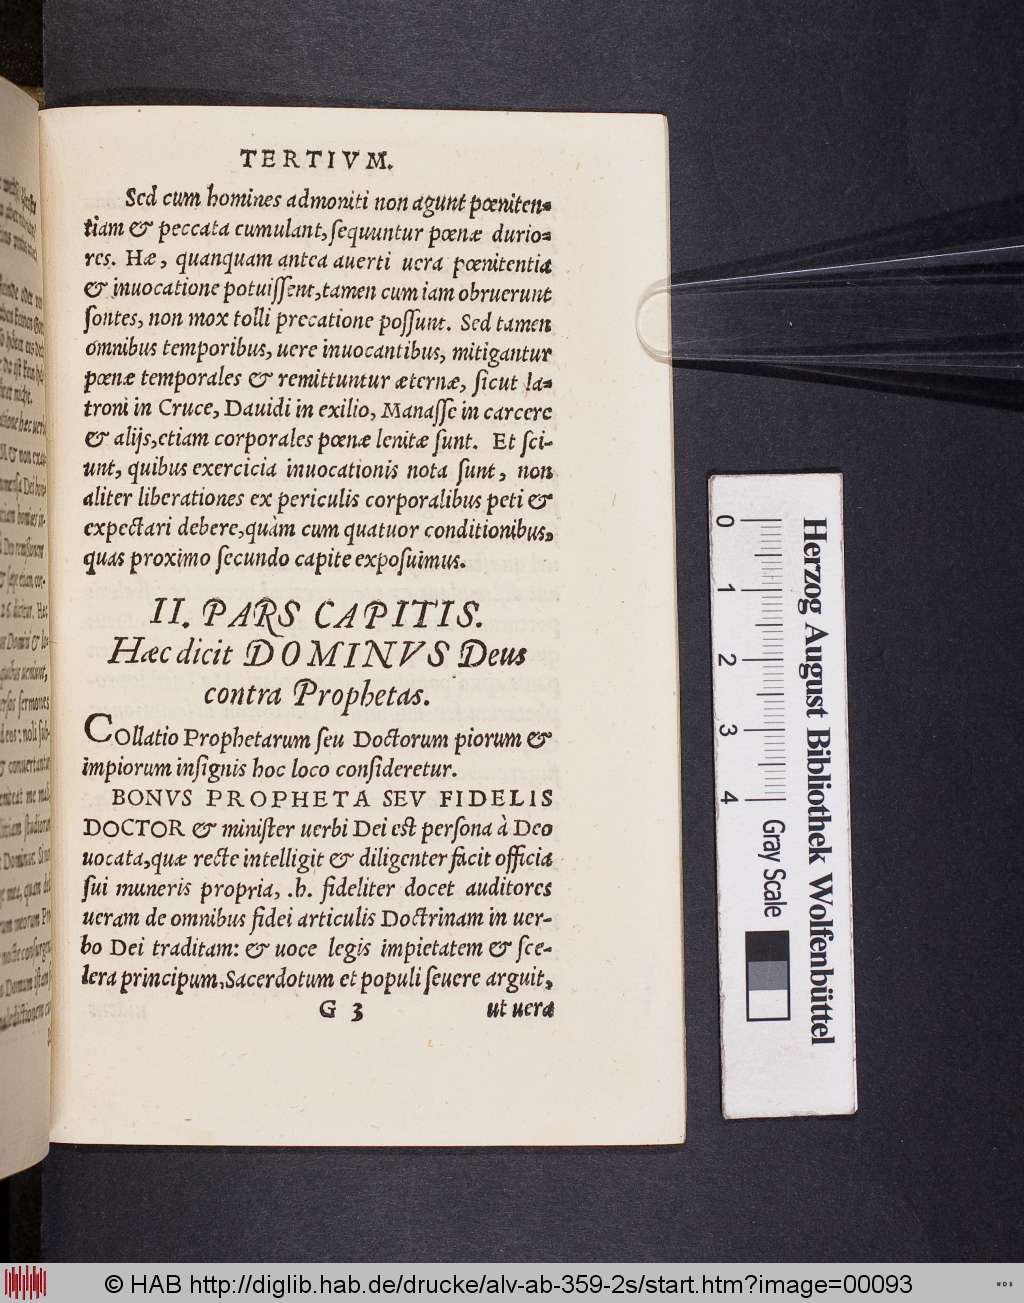 TERTIVM.
Sed cum homines admoniti non agunt pœniten=
tiam & peccata cumulant, sequuntur pœnæ durio=
res. Hæ, quanquam antea auerti uera pœnitentia
& inuocatione potuissent, tamen cum iam obruerunt
sontes, non mox tolli precatione possunt. Sed tamen
omnibus temporibus, uere inuocantibus, mitigantur
pœnæ temporales & remittuntur æternæ, sicut la=
troni in Cruce, Dauidi in exilio, Manasse in carcere
& alijs, etiam corporales pœnæ lenitæ sunt. Et sci-
unt, quibus exercicia inuocationis nota sunt, non
aliter liberationes ex periculis corporalibus peti &
expectari debere, quàm cum quatuor conditionibus,
quas proximo secundo capite exposuimus.
II. PARS CAPITIS.
Hæc dicit DOMINVS Deus
contra Prophetas.
COllatio Prophetarum seu Doctorum piorum &
impiorum insignis hoc loco consideretur.
BONVS PROPHETA SEV FIDELIS
DOCTOR & minister uerbi Dei est persona à Deo
uocata, quæ recte intelligit & diligenter facit officia
sui muneris propria, .h. fideliter docet auditores
ueram de omnibus fidei articulis Doctrinam in uer-
bo Dei traditam: & uoce legis impietatem & sce-
lera principum, Sacerdotum et populi seuere arguit,
G 3 ut uera
0 1 2 3 4 Gray Scale
Herzog August Bibliothek Wolfenbüttel
© HAB http://diglib.hab.de/drucke/alv-ab-359-2s/start.htm?image=00093